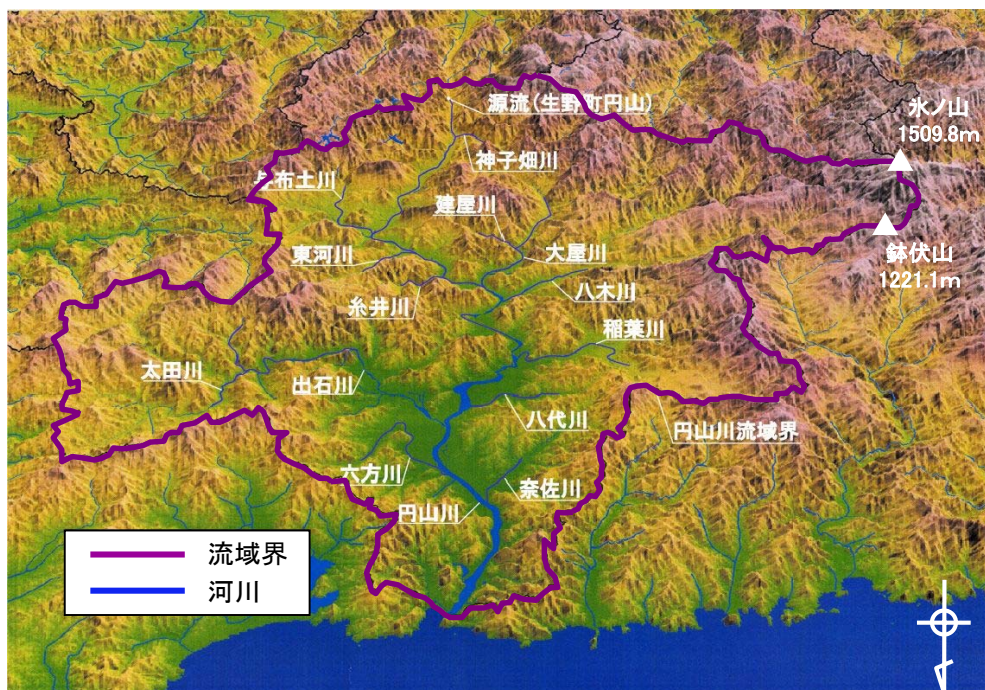 源流(生野町円山)
氷ノ山
1509.8m
神子畑川
与布土川
建屋川
東河川
大屋川
鉢伏山
1221.1m
糸井川
八木川
稲葉川
太田川
出石川
八代川
円山川流域界
六方川
奈佐川
円山川
流域界
河川